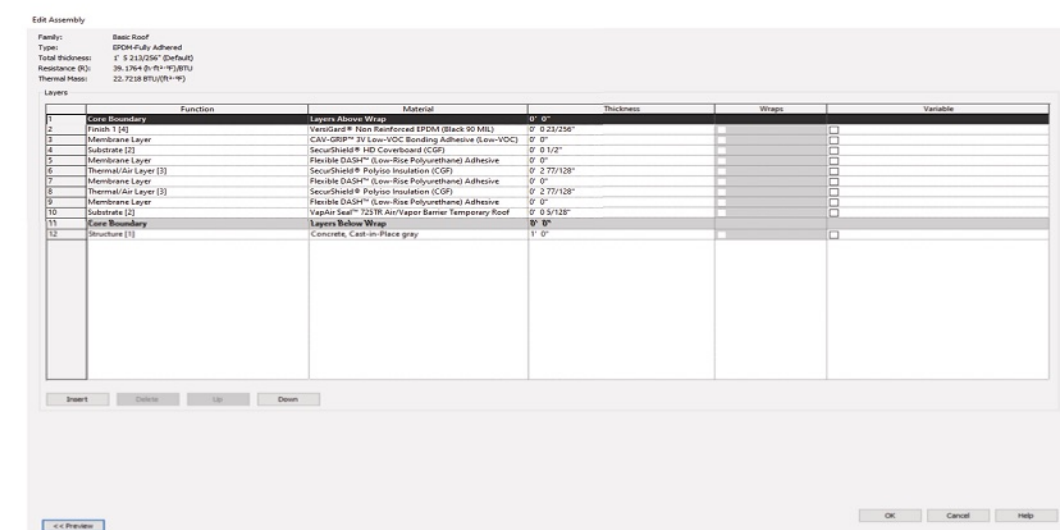 Edit Assembly
Family: Basic Roof
Type: EPDM-Fully Adhered
Total thickness: 1' 5 213/256" (Default)
Resistance (R): 39.1764 (h·ft²·°F)/BTU
Thermal Mass: 22.7218 BTU/(ft²·°F)
Layers
Function Material Thickness Wraps Variable
1 Core Boundary Layers Above Wrap 0' 0"
2 Finish 1 [4] VersiGard® Non Reinforced EPDM (Black 90 MIL) 0' 0 23/256"
3 Membrane Layer CAV-GRIP™ 3V Low-VOC Bonding Adhesive (Low-VOC) 0' 0"
4 Substrate [2] SecurShield® HD Coverboard (CGF) 0' 0 1/2"
5 Membrane Layer Flexible DASH™ (Low-Rise Polyurethane) Adhesive 0' 0"
6 Thermal/Air Layer [3] SecurShield® Polyiso Insulation (CGF) 0' 2 77/128"
7 Membrane Layer Flexible DASH™ (Low-Rise Polyurethane) Adhesive 0' 0"
8 Thermal/Air Layer [3] SecurShield® Polyiso Insulation (CGF) 0' 2 77/128"
9 Membrane Layer Flexible DASH™ (Low-Rise Polyurethane) Adhesive 0' 0"
10 Substrate [2] VapAir Seal™ 725TR Air/Vapor Barrier Temporary Roof 0' 0 5/128"
11 Core Boundary Layers Below Wrap 0' 0"
12 Structure [1] Concrete, Cast-in-Place gray 1' 0"
Insert Delete Up Down
OK Cancel Help
<< Preview